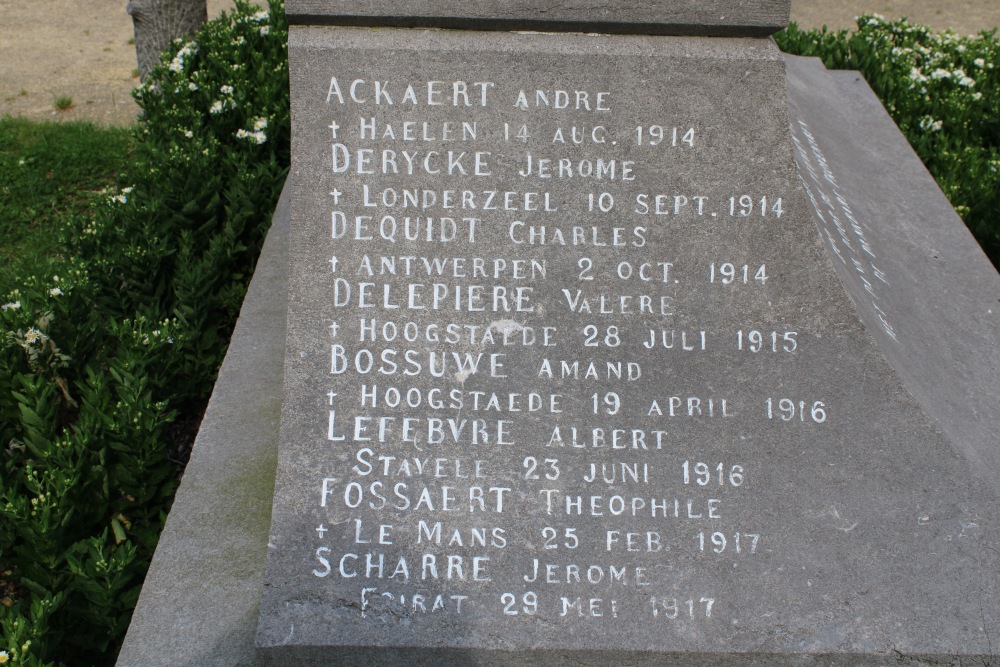 ACKAERT ANDRE
† HAELEN 14 AUG. 1914
DERYCKE JEROME
† LONDERZEEL 10 SEPT. 1914
DEQUIDT CHARLES
† ANTWERPEN 2 OCT. 1914
DELEPIERE VALERE
† HOOGSTAEDE 28 JULI 1915
BOSSUWE AMAND
† HOOGSTAEDE 19 APRIL 1916
LEFEBVRE ALBERT
STAVELE 23 JUNI 1916
FOSSAERT THEOPHILE
† LE MANS 25 FEB. 1917
SCHARRE JEROME
29 MEI 1917